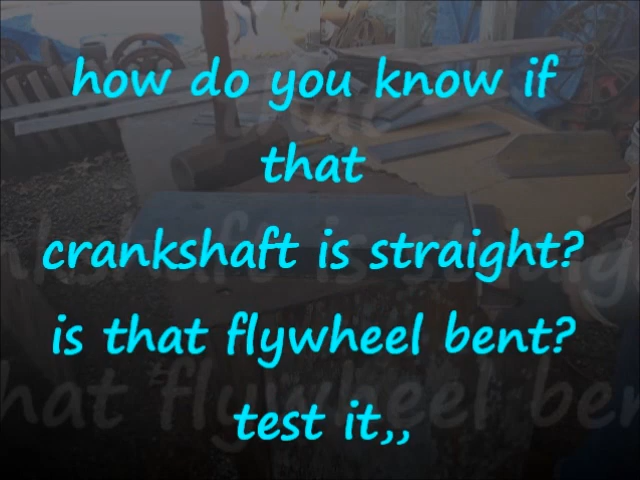 how do you know if
that
crankshaft is straight?
is that flywheel bent?
test it,,